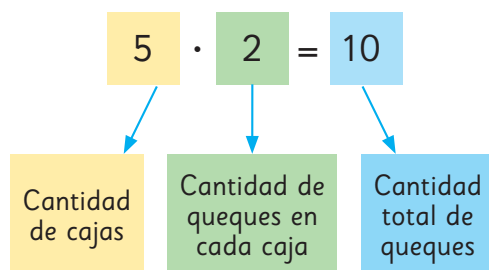 5 · 2 = 10
Cantidad
de cajas
Cantidad de
queques en
cada caja
Cantidad
total de
queques